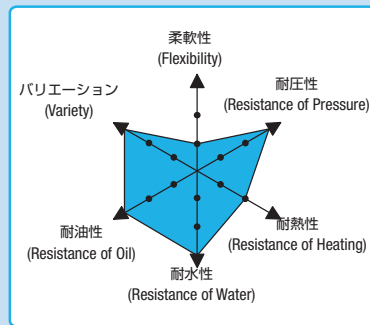 柔軟性
(Flexibility)
耐圧性
(Resistance of Pressure)
バリエーション
(Variety)
耐油性
(Resistance of Oil)
耐熱性
(Resistance of Heating)
耐水性
(Resistance of Water)